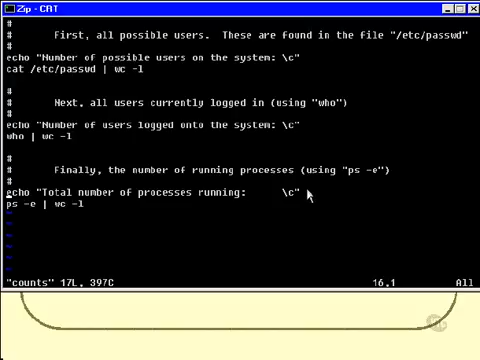 Zip - CAT
#
#       First, all possible users.  These are found in the file "/etc/passwd"
#
echo "Number of possible users on the system: \c"
cat /etc/passwd | wc -l
#
#       Next, all users currently logged in (using "who")
#
echo "Number of users logged onto the system: \c"
who | wc -l
#
#       Finally, the number of running processes (using "ps -e")
#
echo "Total number of processes running:      \c"
ps -e | wc -l
~
~
~
~
~
~
"counts" 17L, 397C 16,1 All